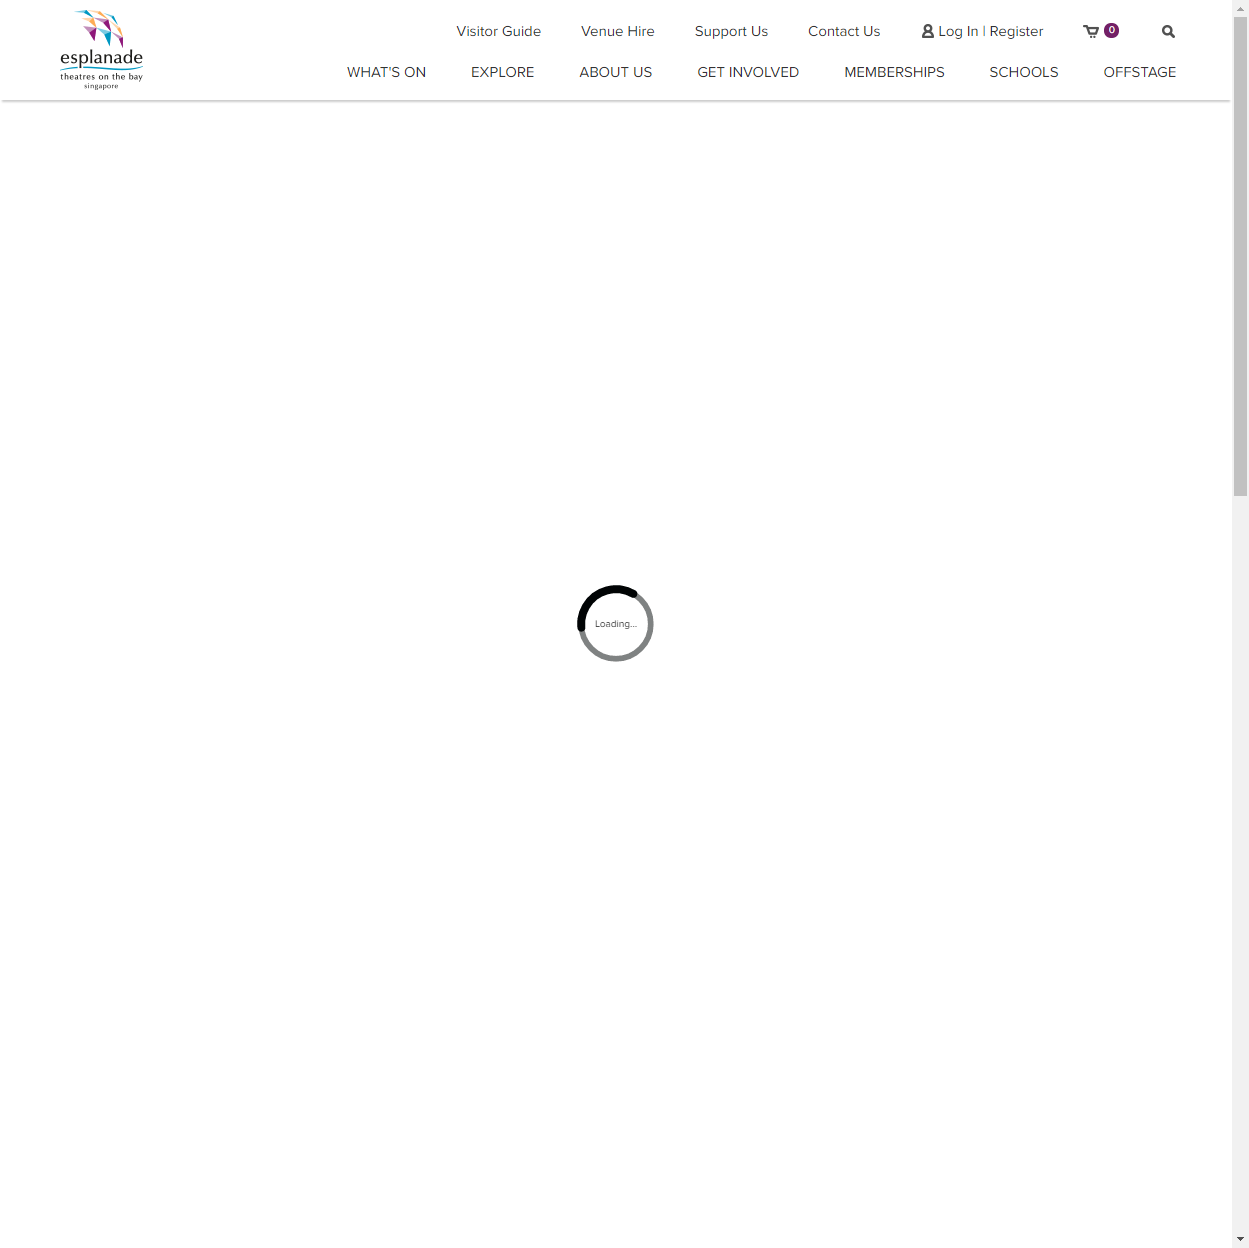 esplanade
theatres on the bay
singapore
Visitor Guide Venue Hire Support Us Contact Us Log In | Register 0
WHAT'S ON EXPLORE ABOUT US GET INVOLVED MEMBERSHIPS SCHOOLS OFFSTAGE
Loading...